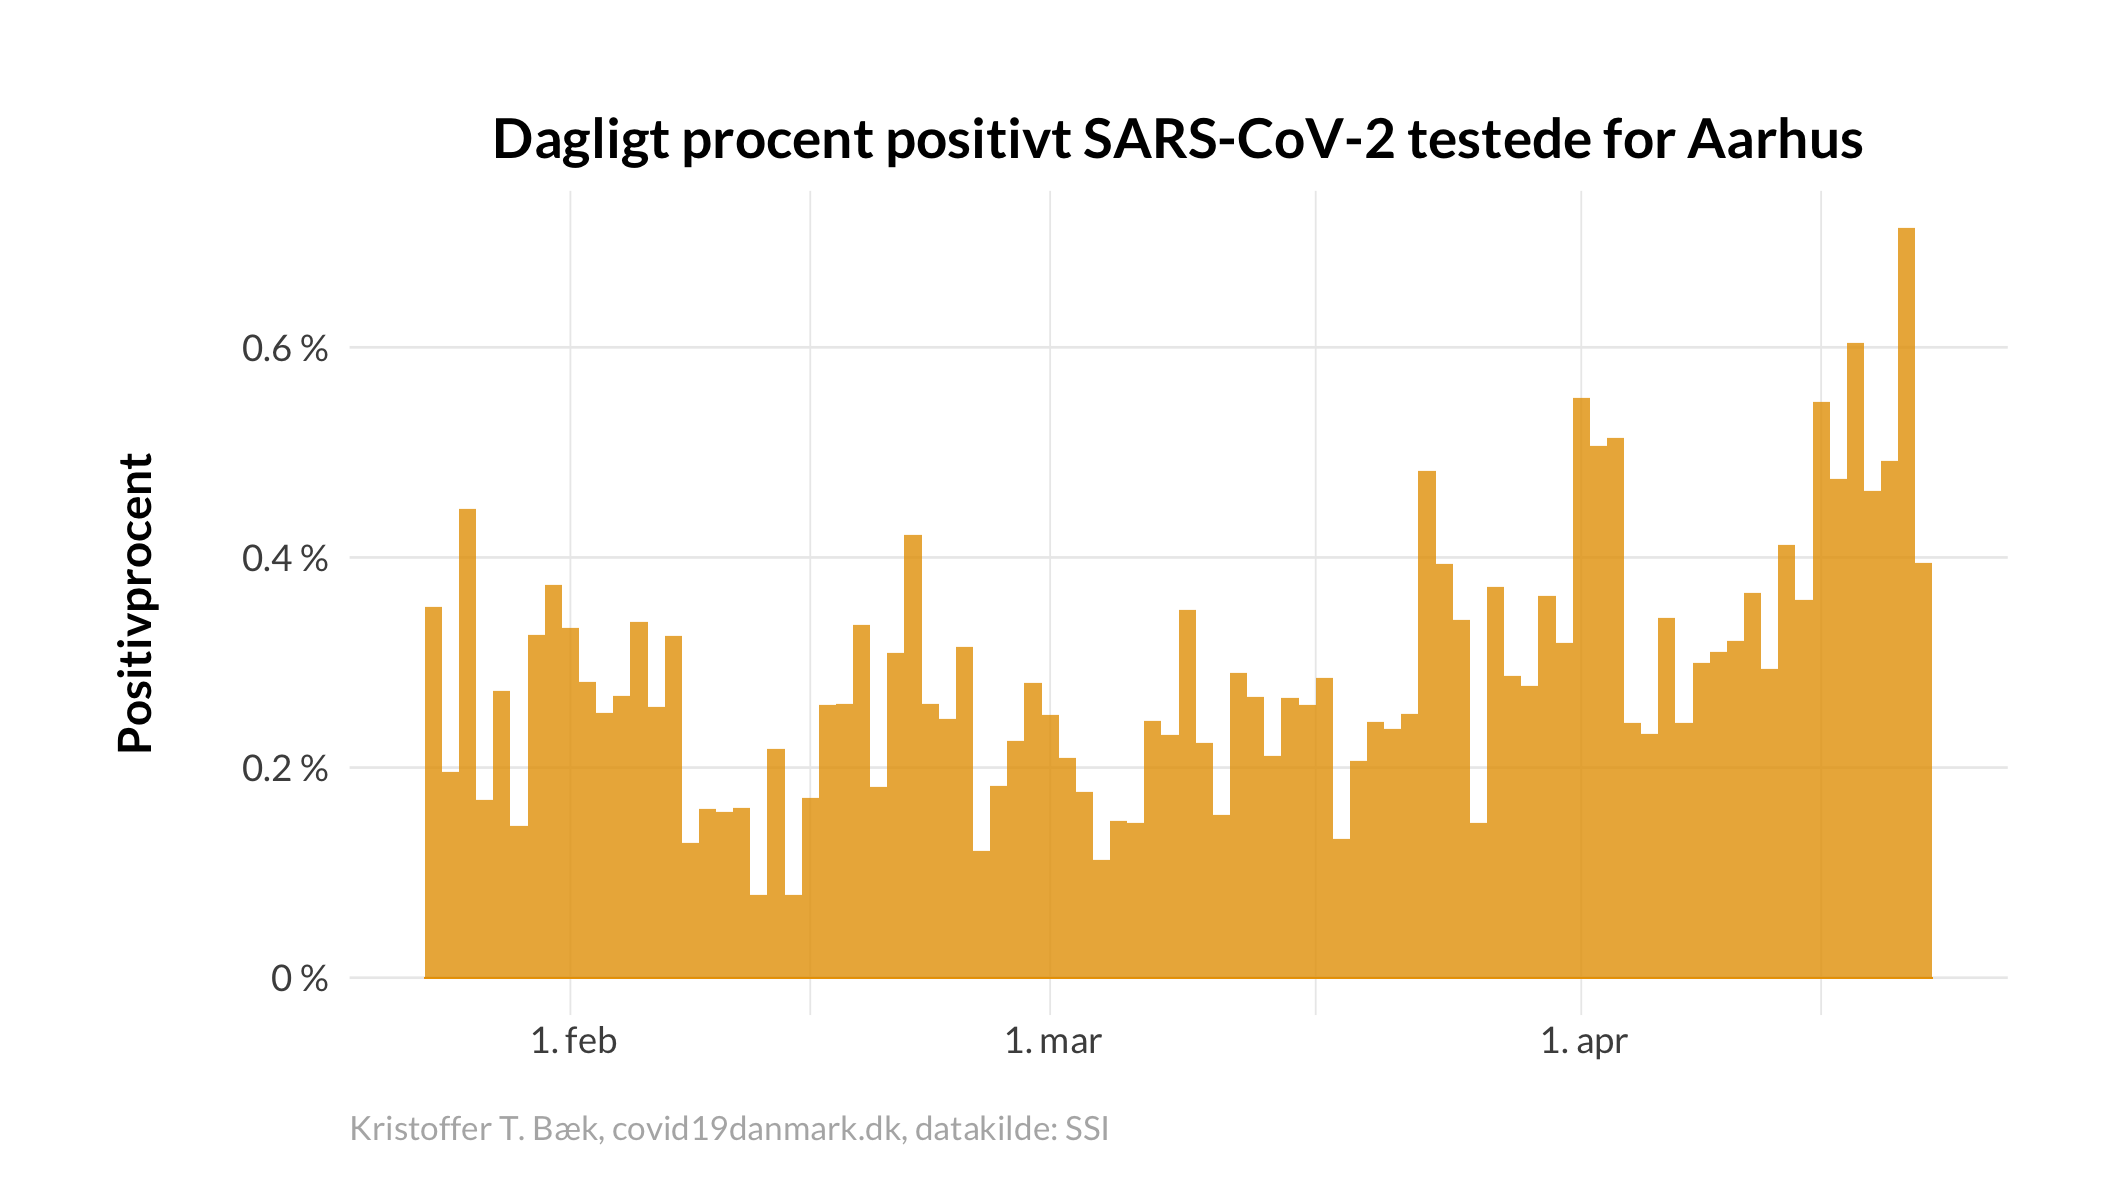 Dagligt procent positivt SARS-CoV-2 testede for Aarhus
Positivprocent
0.6 %
0.4 %
0.2 %
0 %
1. feb
1. mar
1. apr
Kristoffer T. Bæk, covid19danmark.dk, datakilde: SSI